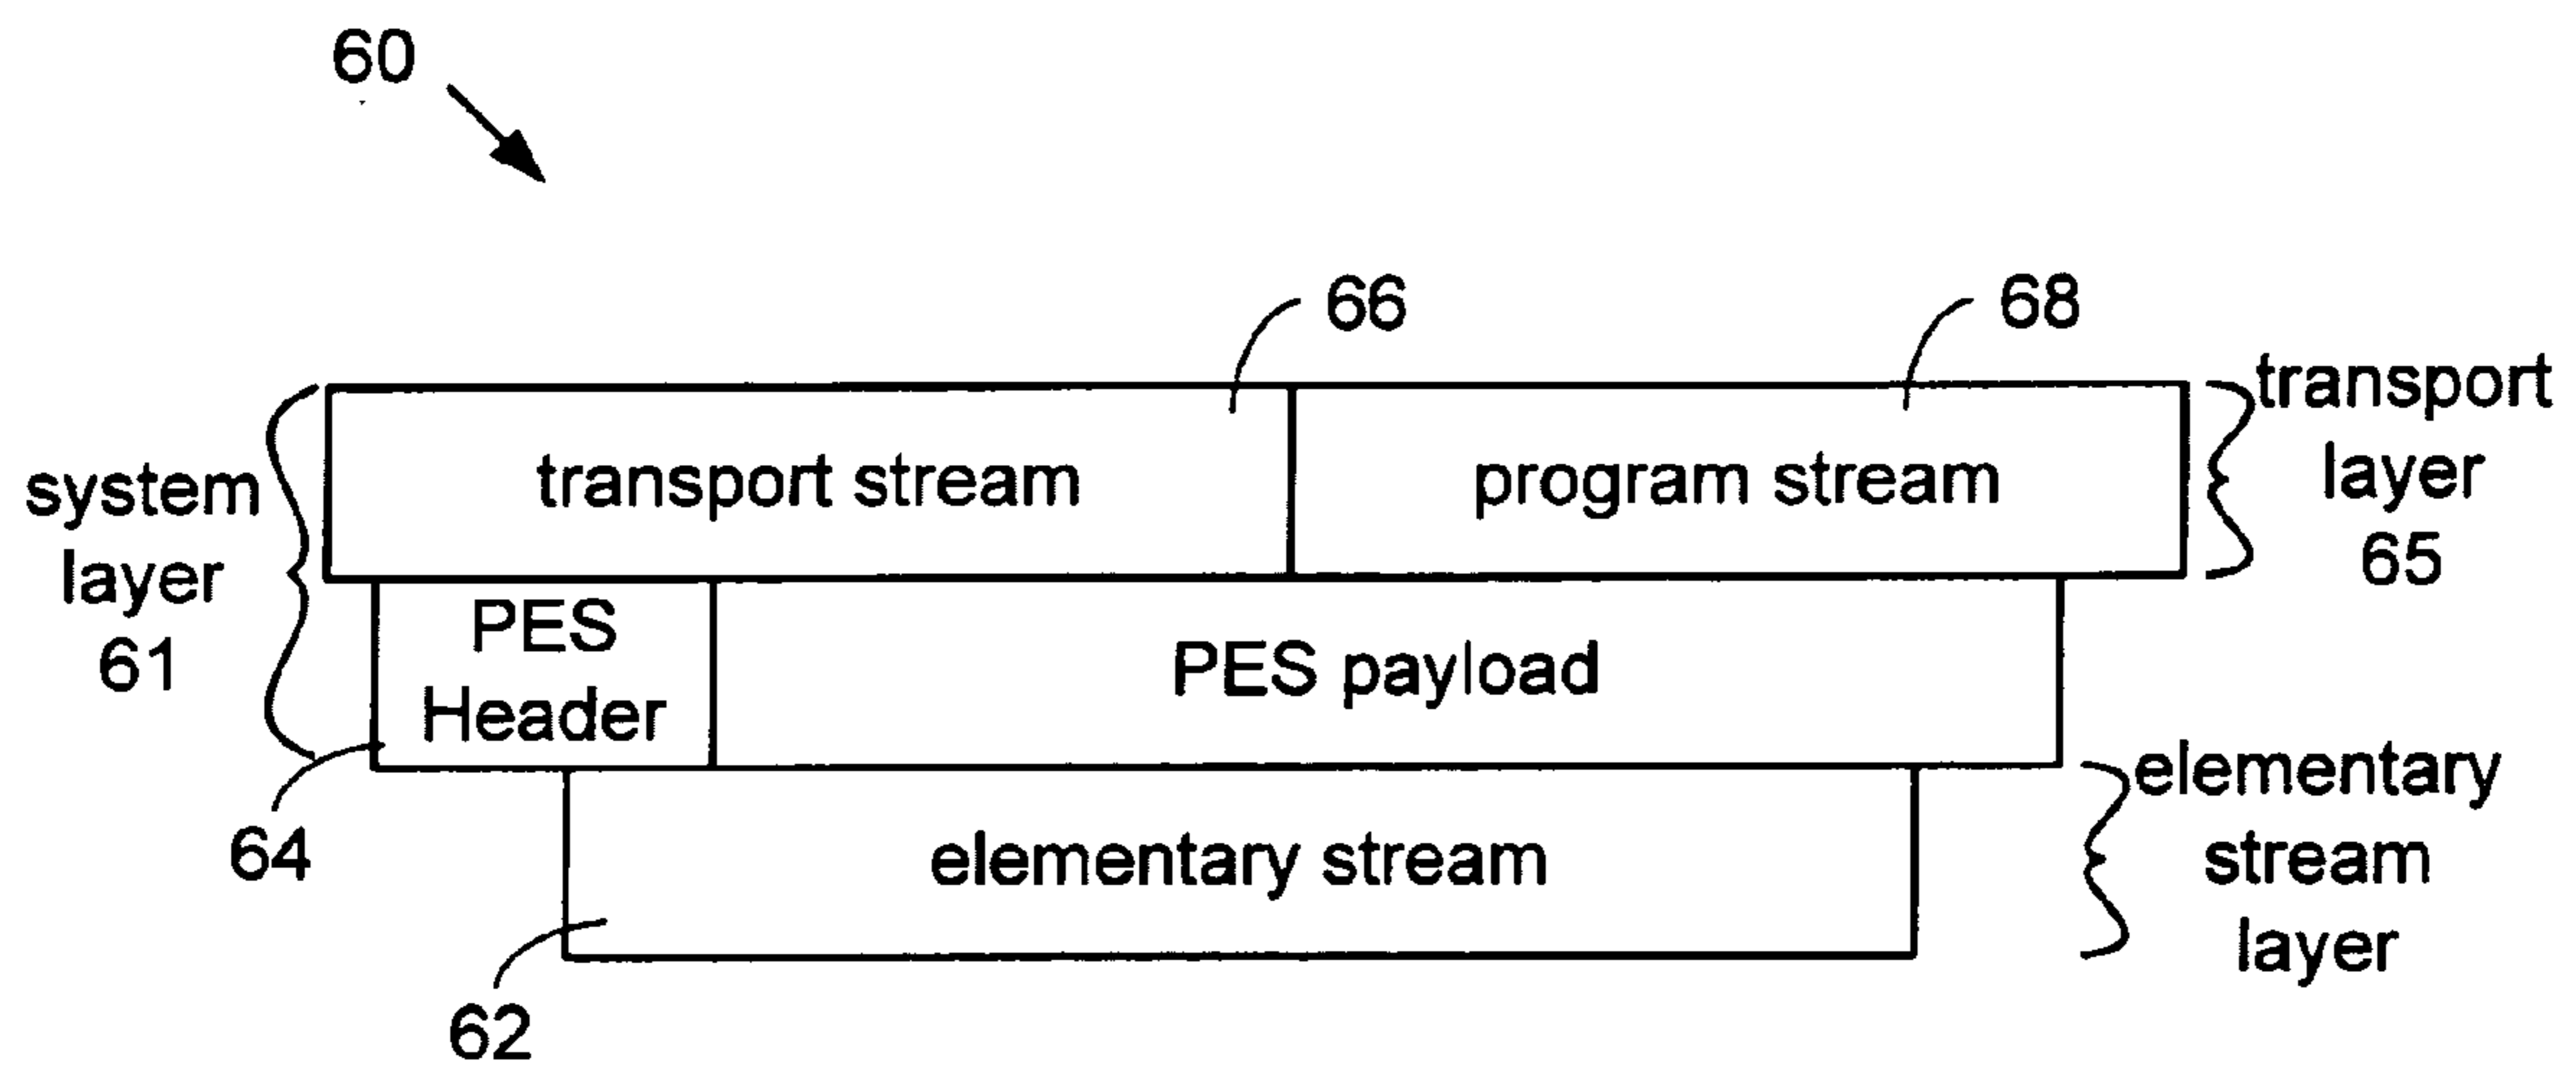 60
66
68
transport stream
program stream
transport
layer
65
system
layer
61
PES
Header
PES payload
64
elementary stream
elementary
stream
layer
62